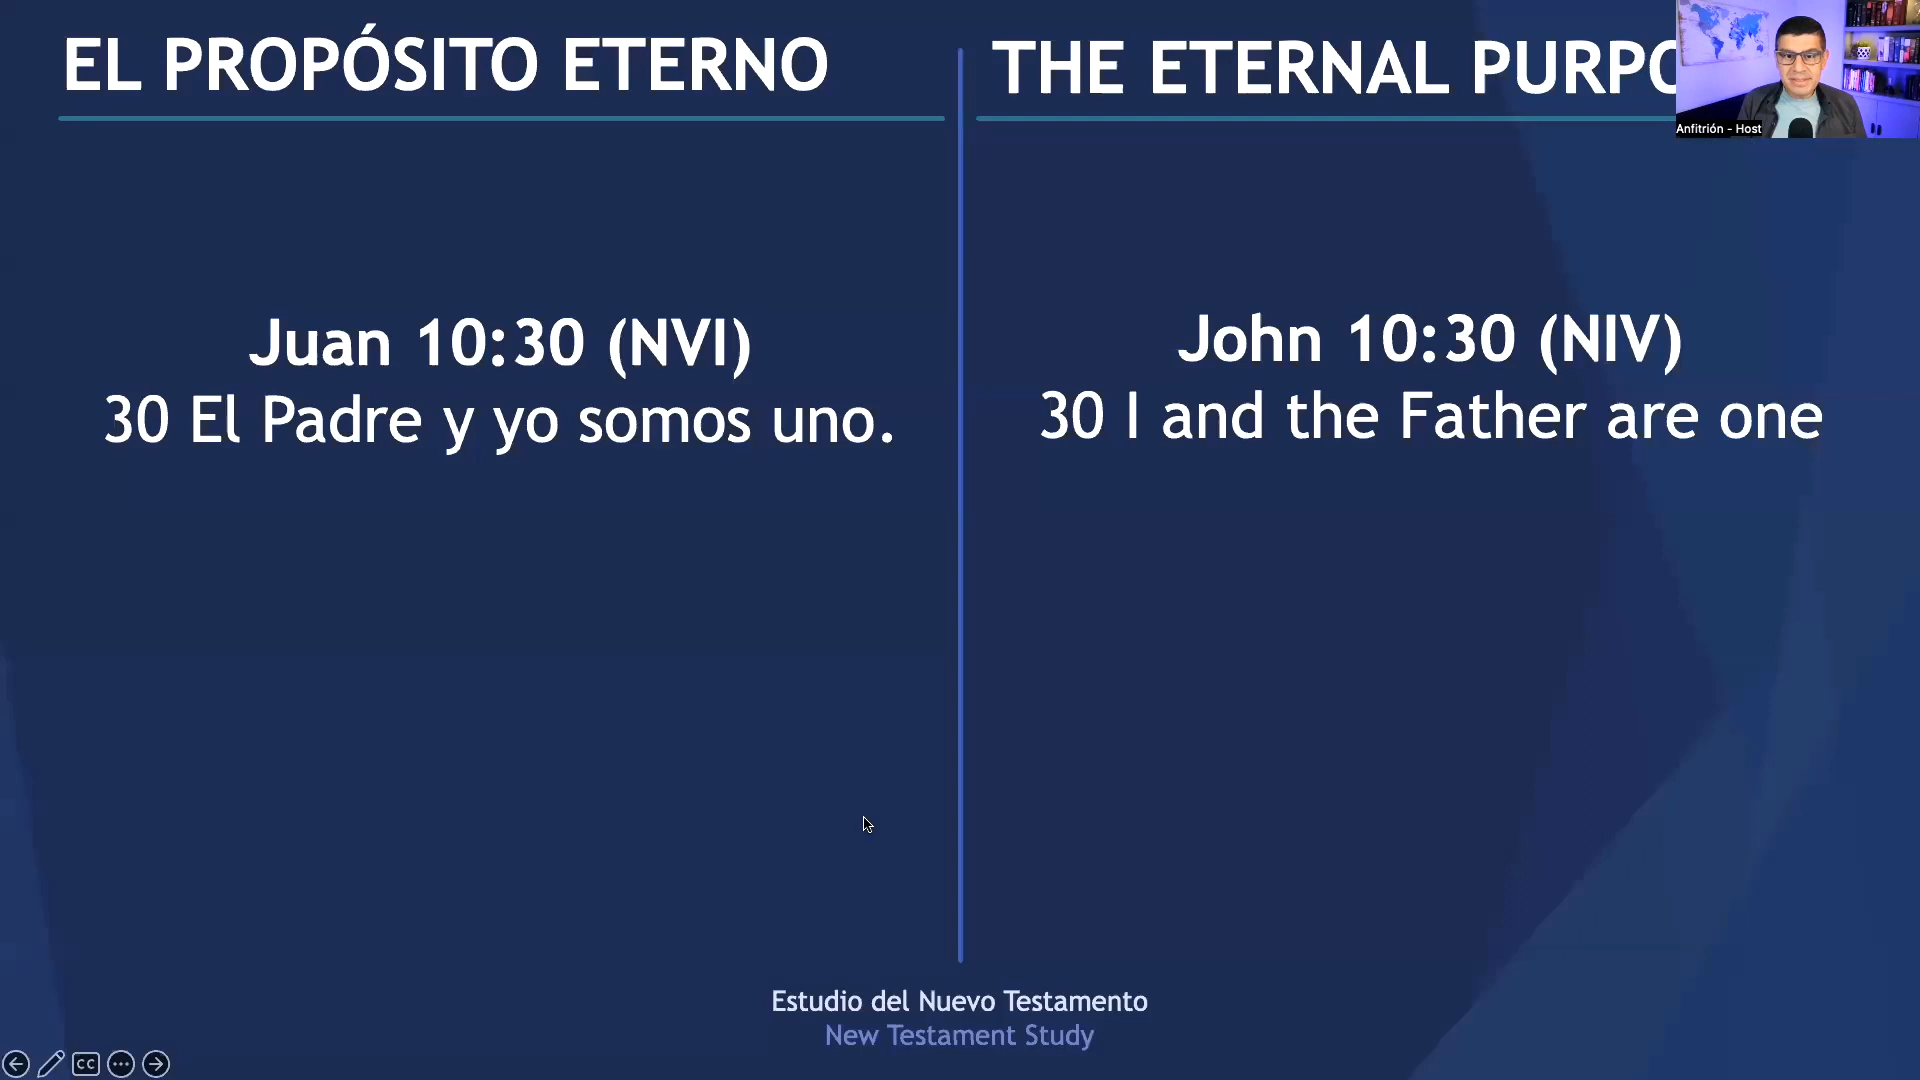 EL PROPÓSITO ETERNO
Juan 10:30 (NVI)
30 El Padre y yo somos uno.
THE ETERNAL PURPO
John 10:30 (NIV)
30 I and the Father are one
Anfitrión - Host
Estudio del Nuevo Testamento
New Testament Study
CC